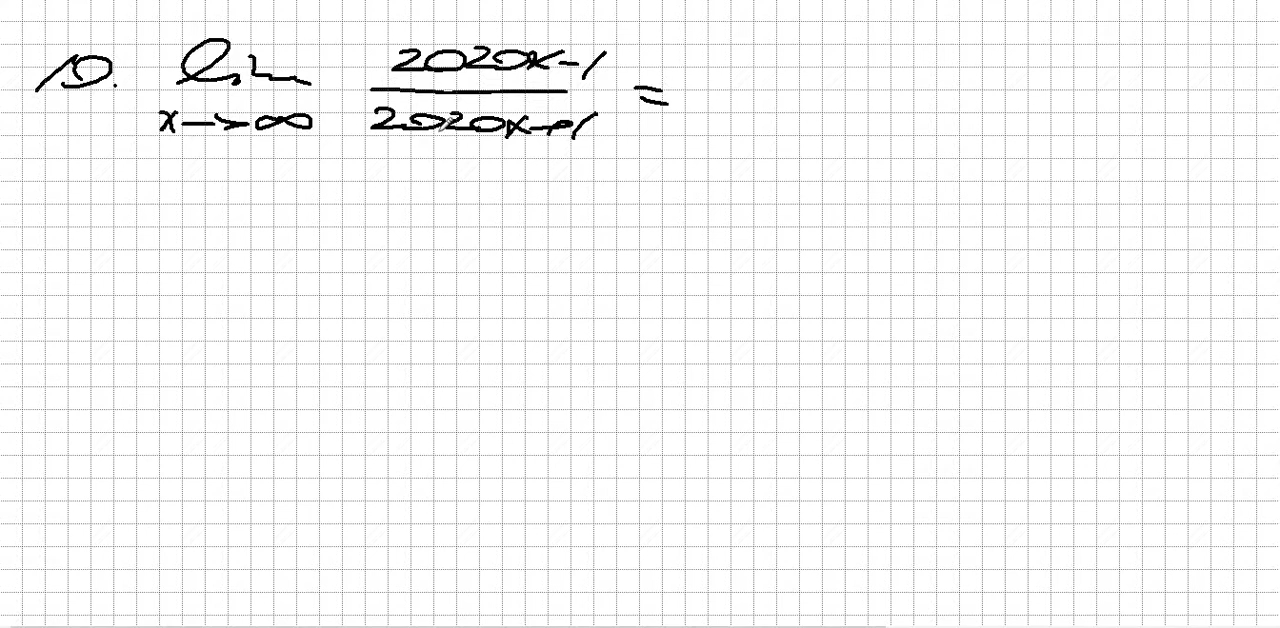 10. lim 2020x-1 =
x→∞ 2020x+1